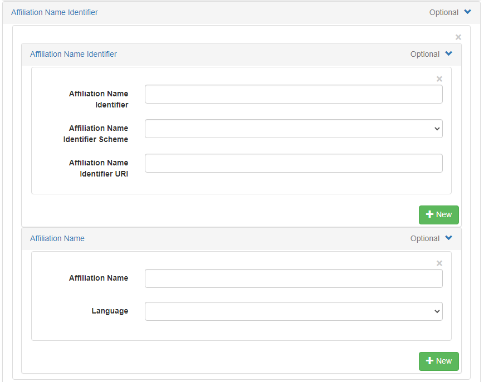 Affiliation Name Identifier Optional
×
Affiliation Name Identifier Optional
×
Affiliation Name
Identifier
Affiliation Name
Identifier Scheme
Affiliation Name
Identifier URI
+ New
Affiliation Name Optional
×
Affiliation Name
Language
+ New